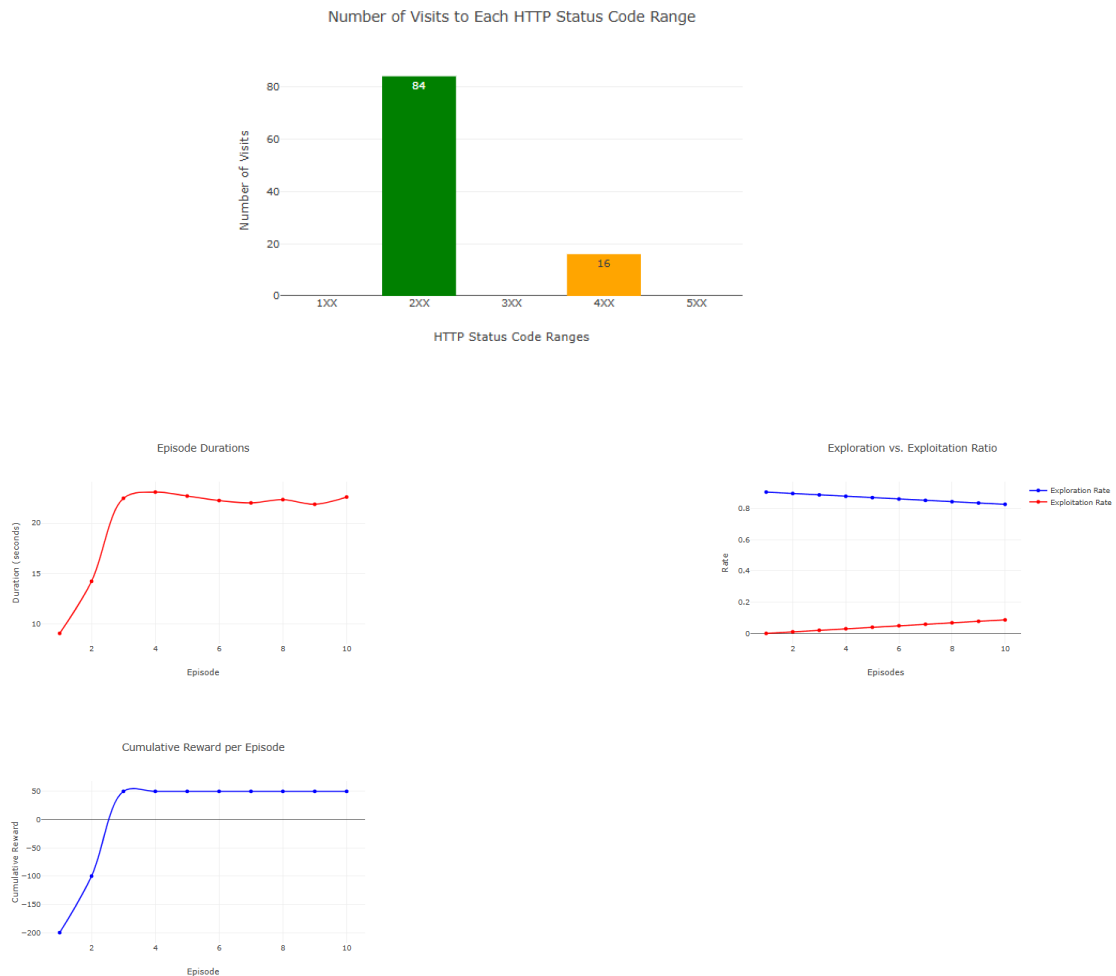 Number of Visits to Each HTTP Status Code Range
80
60
40
20
0
Number of Visits
84
16
1XX
2XX
3XX
4XX
5XX
HTTP Status Code Ranges
Episode Durations
20
15
10
Duration (seconds)
2
4
6
8
10
Episode
Exploration vs. Exploitation Ratio
Exploration Rate
Exploitation Rate
0.8
0.6
0.4
0.2
0
Rate
2
4
6
8
10
Episodes
Cumulative Reward per Episode
50
0
−50
−100
−150
−200
Cumulative Reward
2
4
6
8
10
Episode